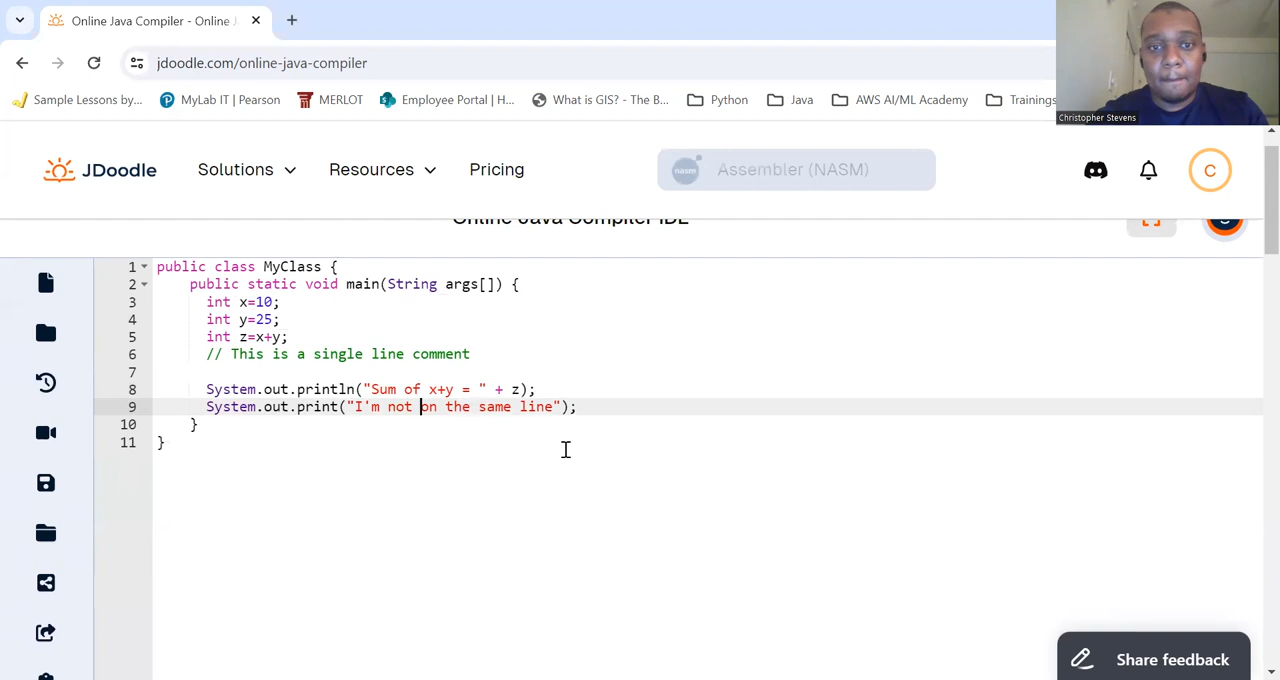 Online Java Compiler - Online J
jdoodle.com/online-java-compiler
Sample Lessons by...
MyLab IT | Pearson
MERLOT
Employee Portal | H...
What is GIS? - The B...
Python
Java
AWS AI/ML Academy
Trainings
Christopher Stevens
JDoodle
Solutions
Resources
Pricing
nasm
Assembler (NASM)
C
Online Java Compiler IDE
1 public class MyClass {
2 public static void main(String args[]) {
3 int x=10;
4 int y=25;
5 int z=x+y;
6 // This is a single line comment
7
8 System.out.println("Sum of x+y = " + z);
9 System.out.print("I'm not on the same line");
10 }
11 }
Share feedback